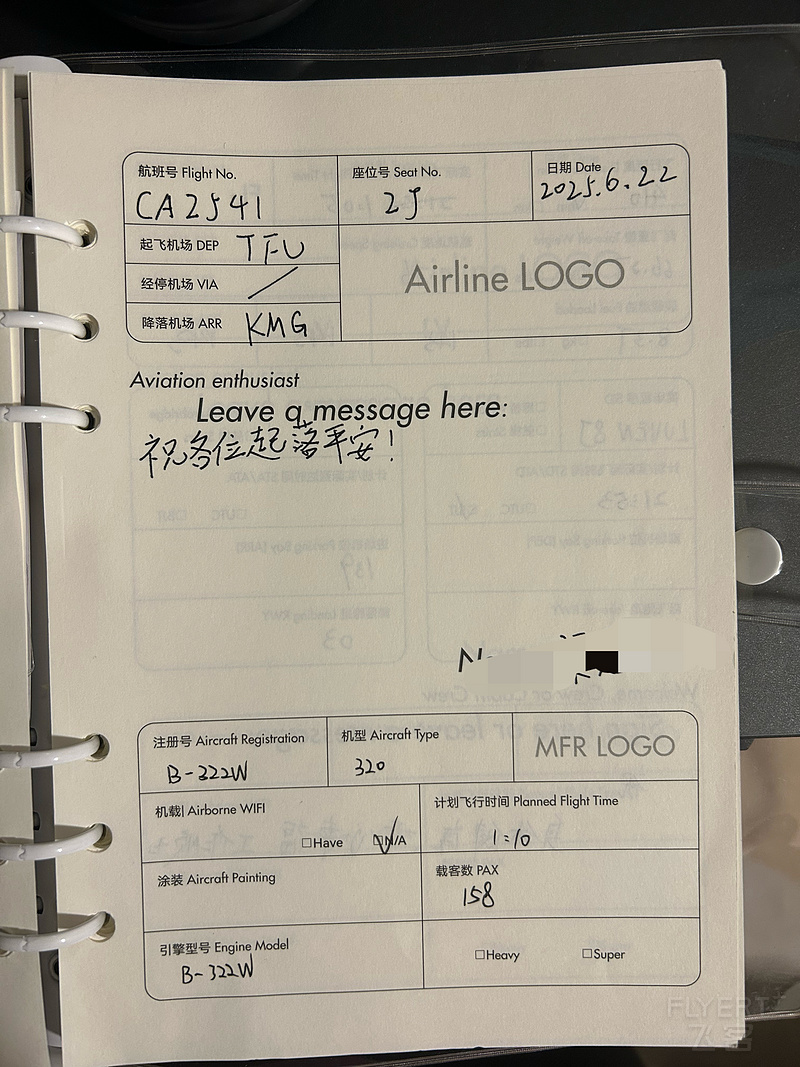 航班号 Flight No.
CA2541
座位号 Seat No.
2J
日期 Date
2025.6.22
起飞机场 DEP TFU
经停机场 VIA /
降落机场 ARR KMG
Airline LOGO
Aviation enthusiast
Leave a message here:
祝各位起落平安!
注册号 Aircraft Registration
B-322W
机型 Aircraft Type
320
MFR LOGO
机载| Airborne WIFI
□Have ☑N/A
计划飞行时间 Planned Flight Time
1:10
涂装 Aircraft Painting
载客数 PAX
158
引擎型号 Engine Model
B-322W
□Heavy □Super
FLYERT
飞客